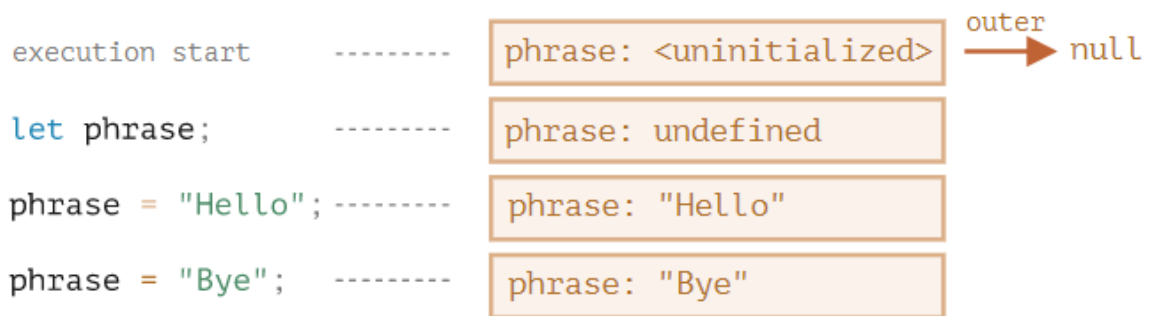 execution start --------- phrase: <uninitialized> outer null
let phrase; --------- phrase: undefined
phrase = "Hello"; --------- phrase: "Hello"
phrase = "Bye"; --------- phrase: "Bye"